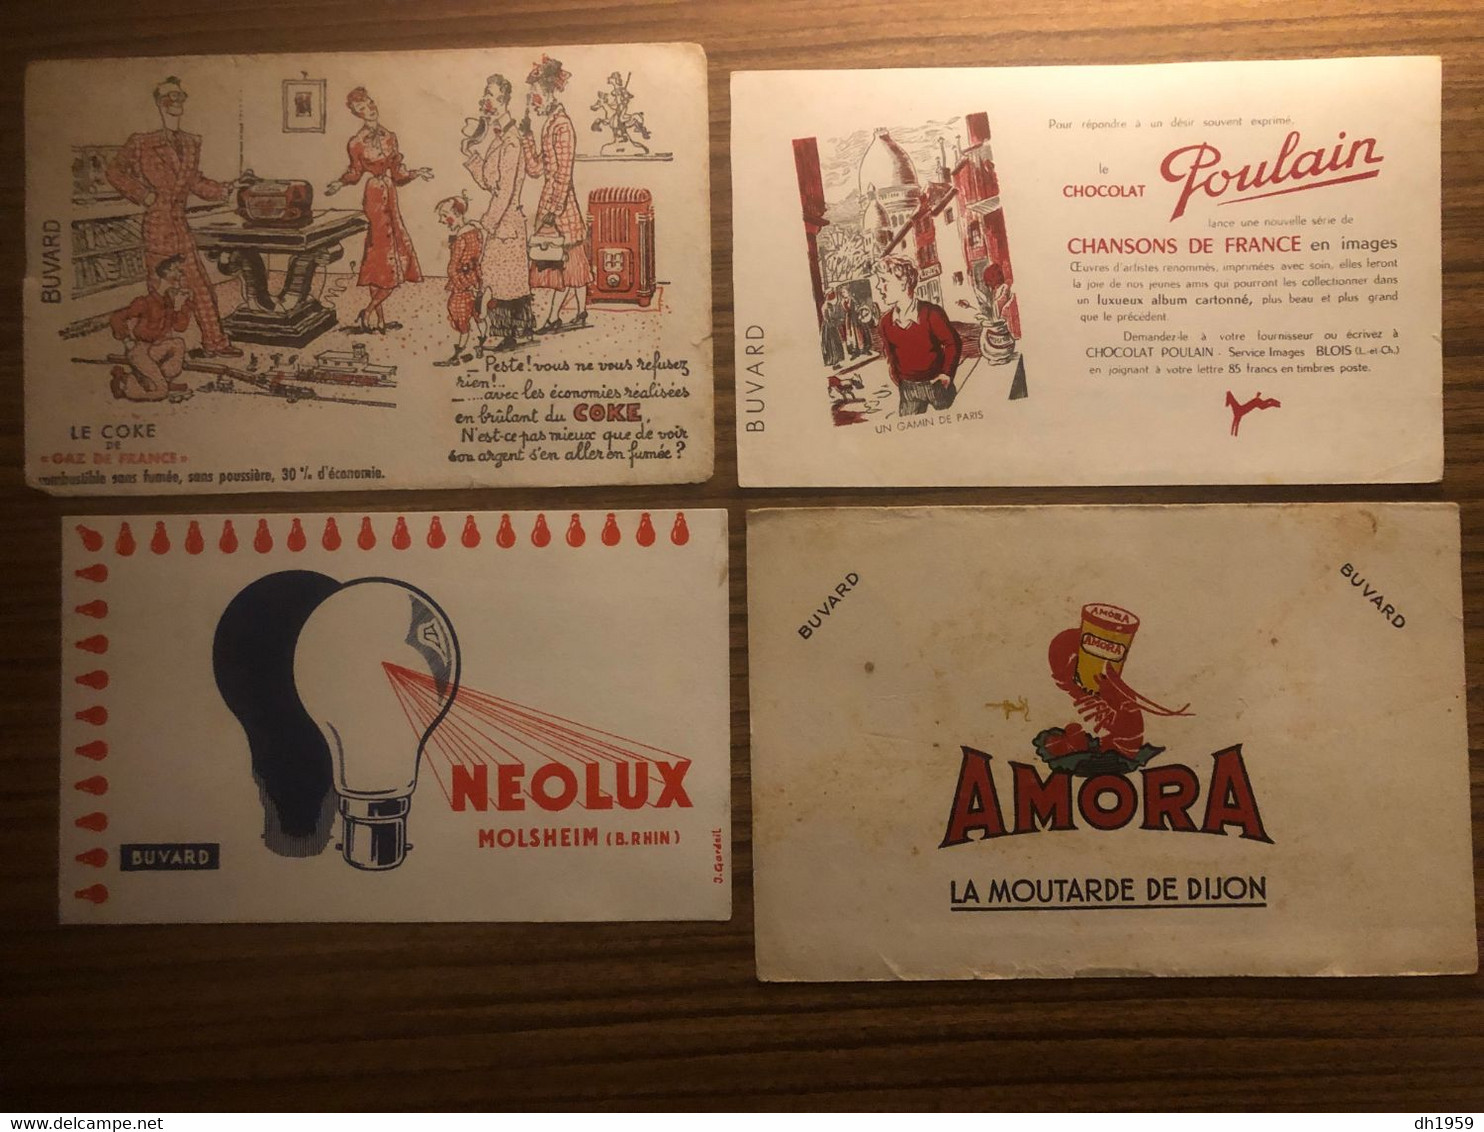 BUVARD
_ Peste! vous ne vous refusez
rien!...
_ ....avec les économies réalisées
en brûlant du COKE.
N'est-ce pas mieux que de voir
son argent s'en aller en fumée ?
LE COKE
DE
"GAZ DE FRANCE"
combustible sans fumée, sans poussière, 30 % d'économie.
BUVARD
UN GAMIN DE PARIS
Pour répondre à un désir souvent exprimé,
le
CHOCOLAT Poulain
lance une nouvelle série de
CHANSONS DE FRANCE en images
Œuvres d'artistes renommés, imprimées avec soin, elles feront
la joie de nos jeunes amis qui pourront les collectionner dans
un luxueux album cartonné, plus beau et plus grand
que le précédent.
Demandez-le à votre fournisseur ou écrivez à
CHOCOLAT POULAIN - Service Images BLOIS (L.-et-Ch.)
en joignant à votre lettre 85 francs en timbres poste.
NEOLUX
MOLSHEIM (B.RHIN)
BUVARD
J. Gardeil
BUVARD
BUVARD
AMORA
AMORA
AMORA
LA MOUTARDE DE DIJON
delcampe.net
dh1959